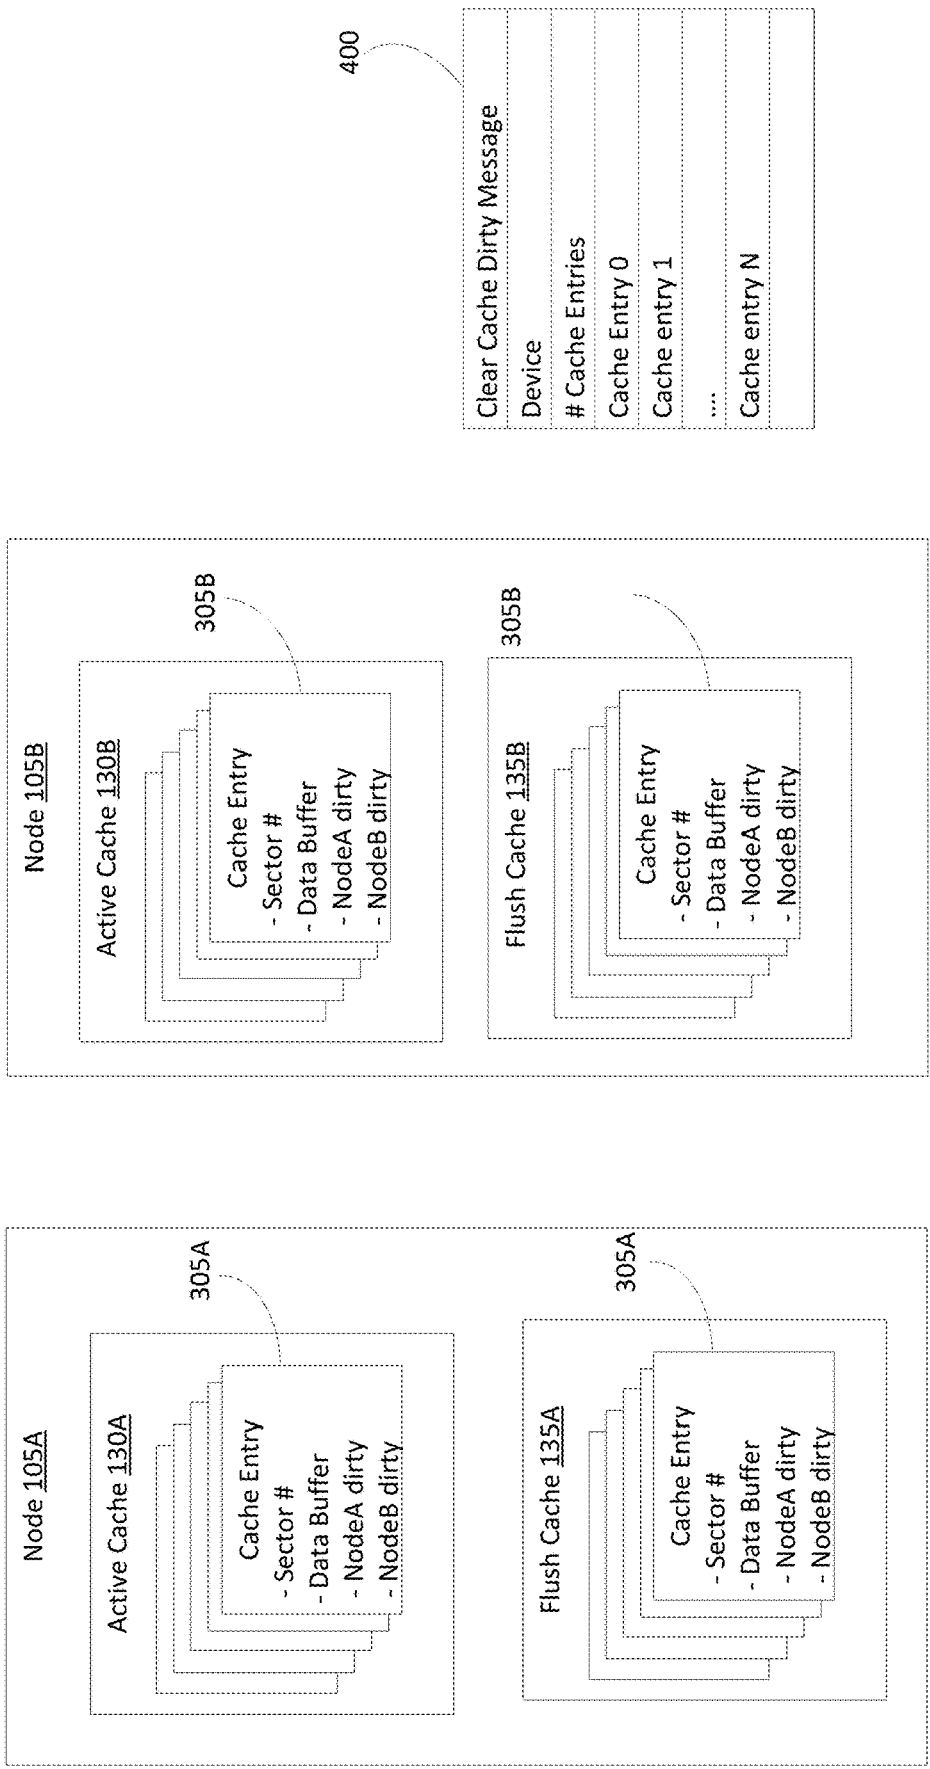 Node 105A
Active Cache 130A
305A
Cache Entry
- Sector #
- Data Buffer
- NodeA dirty
- NodeB dirty
Flush Cache 135A
305A
Cache Entry
- Sector #
- Data Buffer
- NodeA dirty
- NodeB dirty
Node 105B
Active Cache 130B
305B
Cache Entry
- Sector #
- Data Buffer
- NodeA dirty
- NodeB dirty
Flush Cache 135B
305B
Cache Entry
- Sector #
- Data Buffer
- NodeA dirty
- NodeB dirty
400
Clear Cache Dirty Message
Device
# Cache Entries
Cache Entry 0
Cache entry 1
....
Cache entry N